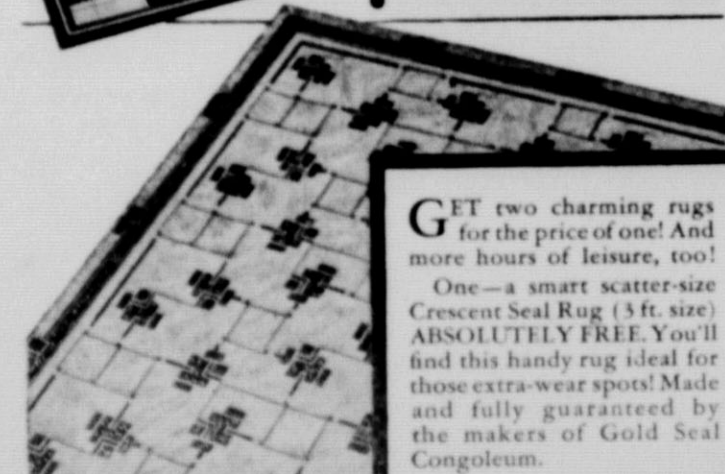 GET two charming rugs
for the price of one! And
more hours of leisure, too!
One—a smart scatter-size
Crescent Seal Rug (3 ft. size)
ABSOLUTELY FREE. You'll
find this handy rug ideal for
those extra-wear spots! Made
and fully guaranteed by
the makers of Gold Seal
Congoleum.